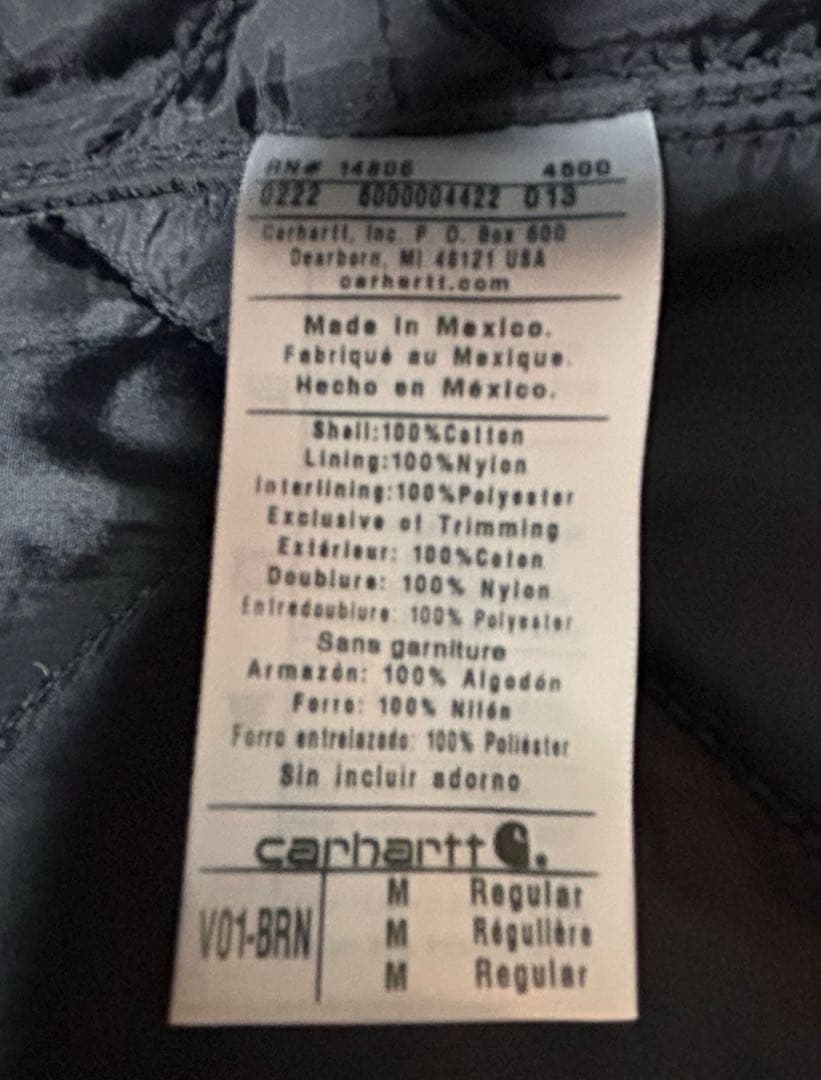 RN# 14806 4800
0222 6000004422 013
Carhartt, Inc. P. O. Box 600
Dearborn, MI 48121 USA
carhartt.com
Made In Mexico.
Fabriqué au Mexique.
Hecho en México.
Shell:100%Cotton
Lining:100%Nylon
Interlining:100%Polyester
Exclusive of Trimming
Extérieur: 100%Coton
Doublure: 100% Nylon
Entredoublure: 100% Polyester
Sans garniture
Armazón: 100% Algodón
Forro: 100% Nilón
Forro entrelazado: 100% Poliéster
Sin incluir adorno
carhartt
V01-BRN
M Regular
M Régulière
M Regular